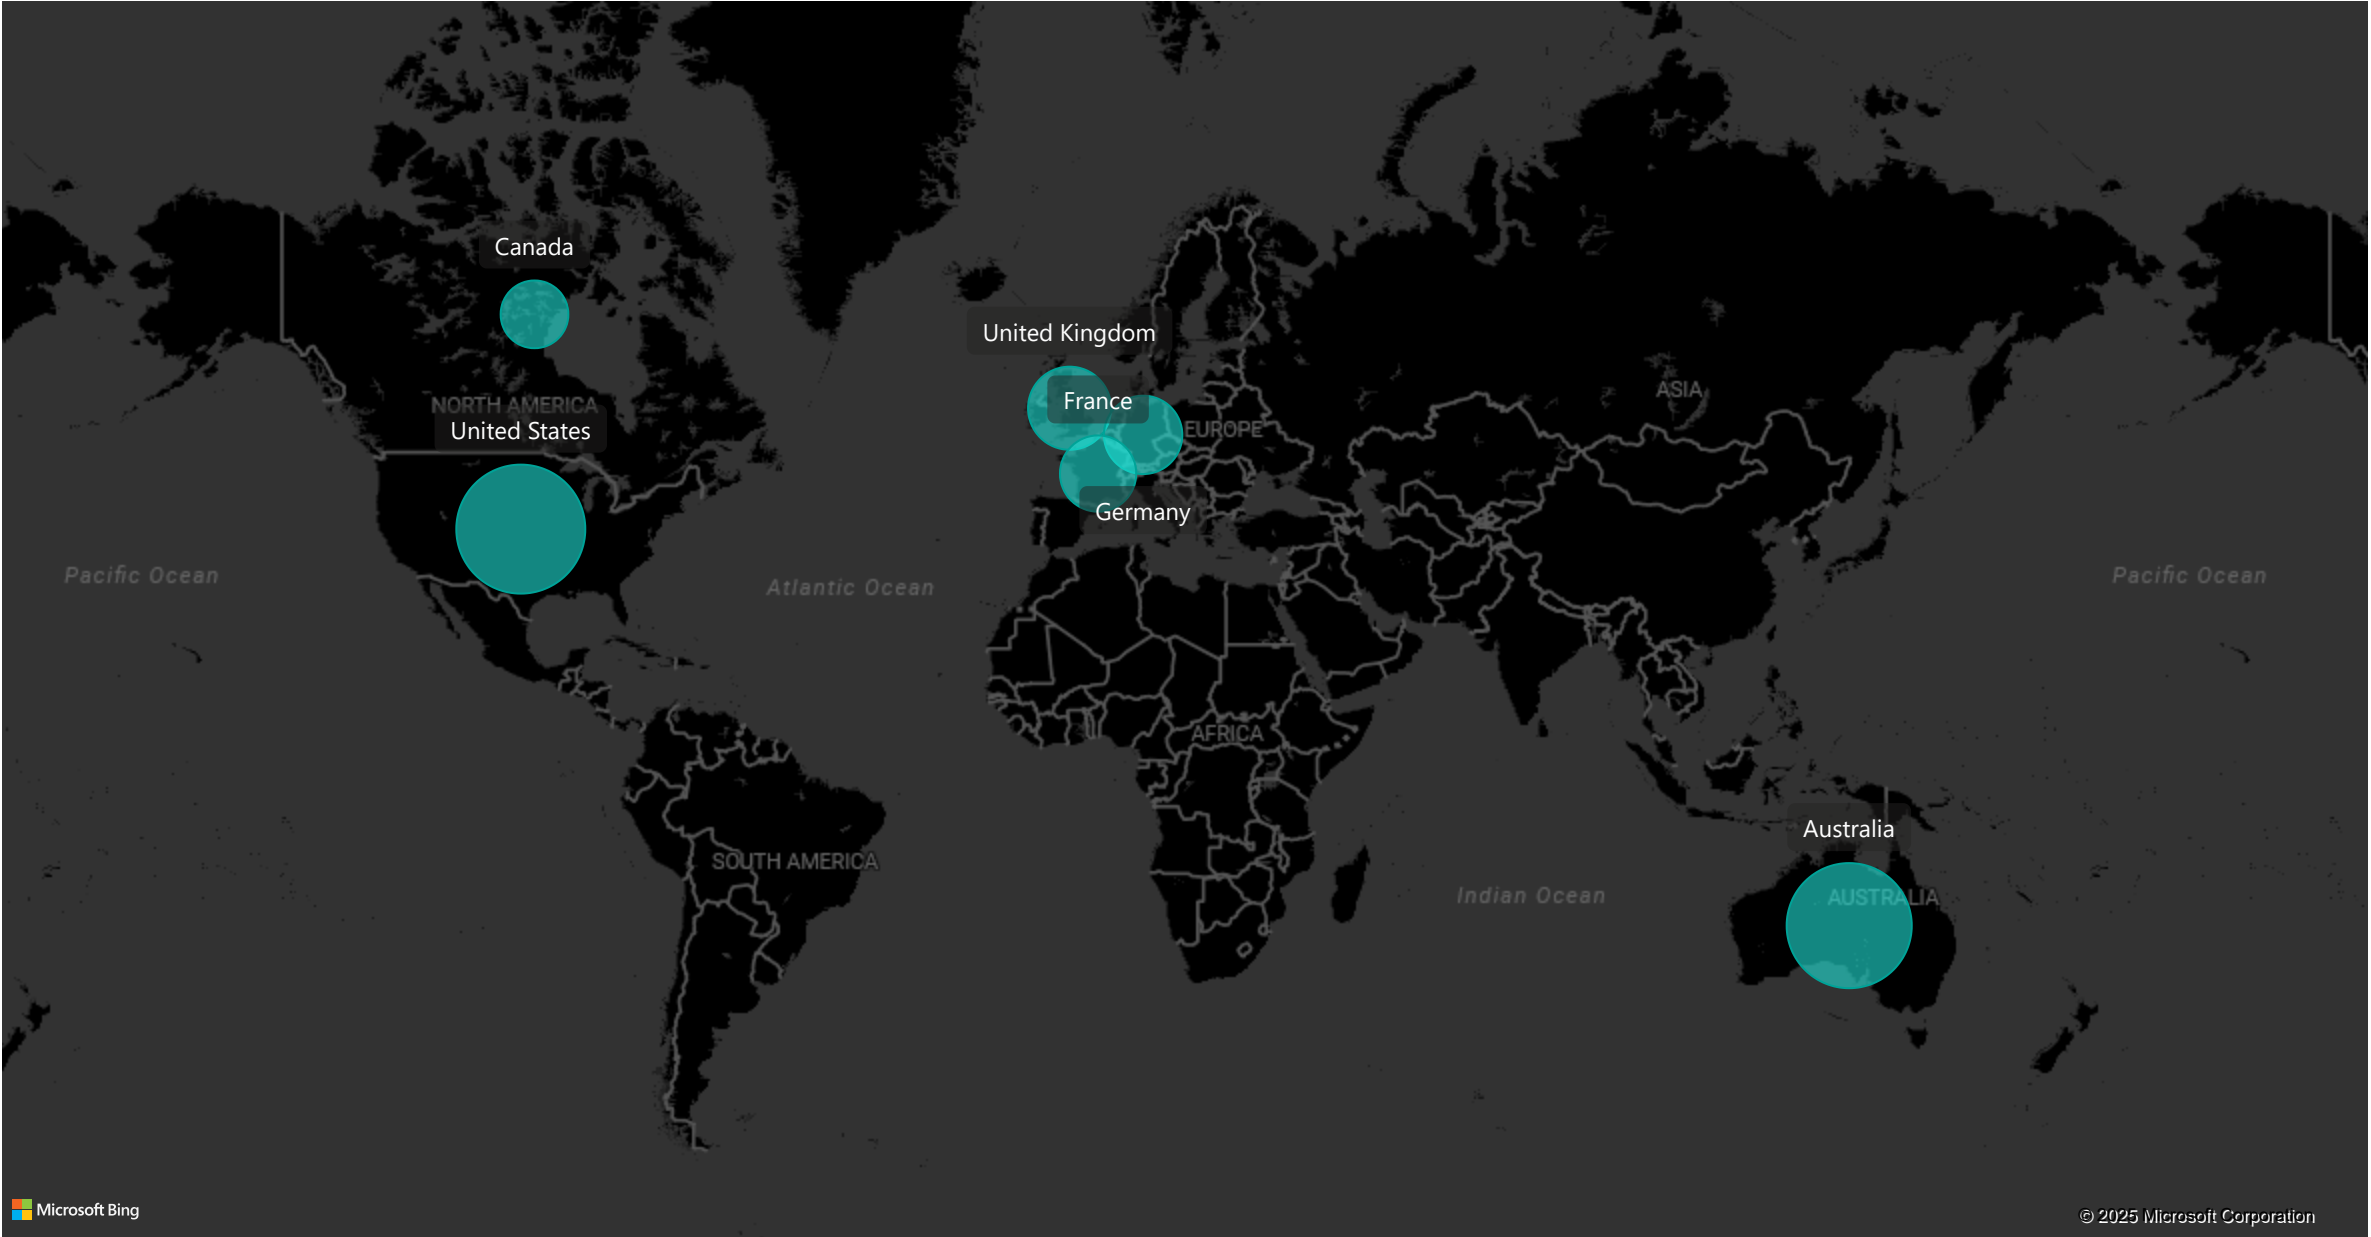 Canada
United Kingdom
ASIA
France
NORTH AMERICA
EUROPE
United States
Germany
Pacific Ocean
Atlantic Ocean
Pacific Ocean
AFRICA
Australia
SOUTH AMERICA
Indian Ocean
AUSTRALIA
Microsoft Bing
© 2025 Microsoft Corporation